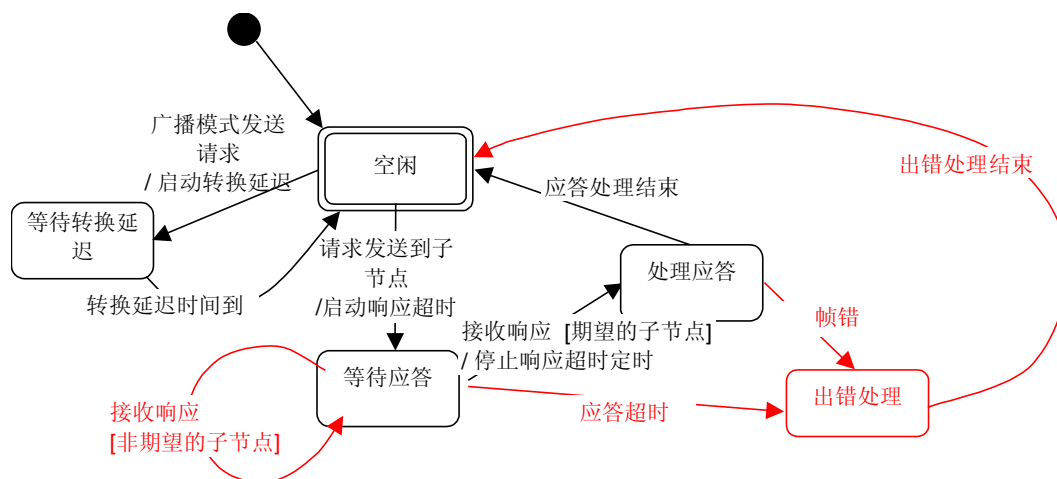 广播模式发送
请求
/ 启动转换延迟
空闲
出错处理结束
应答处理结束
等待转换延
迟
请求发送到子
节点
/启动响应超时
处理应答
转换延迟时间到
接收响应 [期望的子节点]
/ 停止响应超时定时
帧错
等待应答
出错处理
应答超时
接收响应
[非期望的子节点]